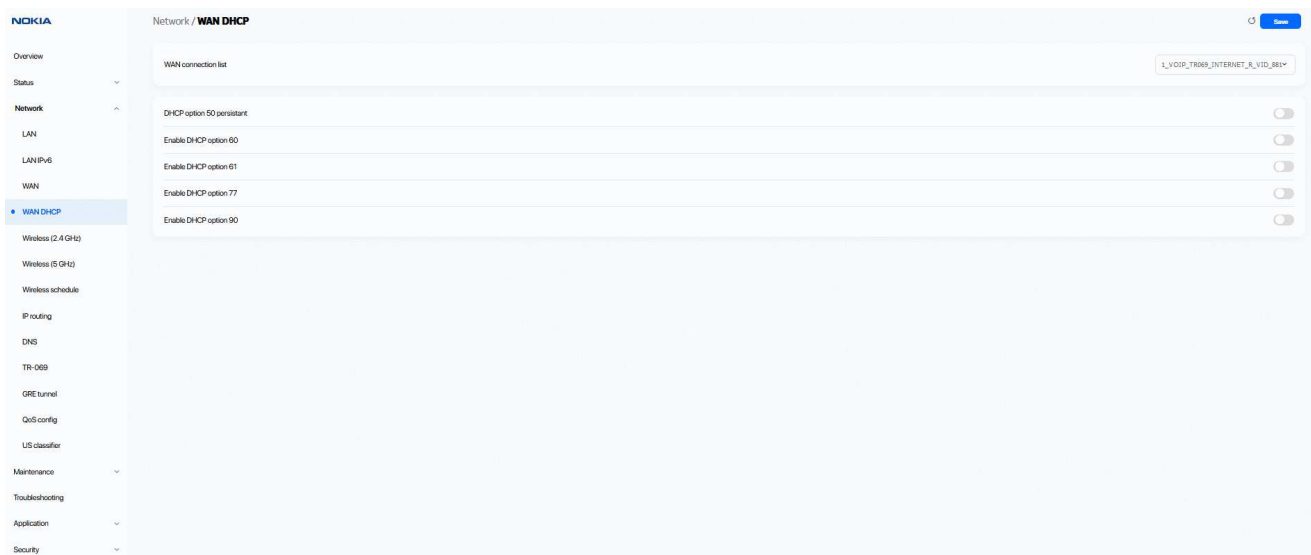 NOKIA
Network / WAN DHCP
Save
Overview
Status
Network
LAN
LAN IPv6
WAN
WAN DHCP
Wireless (2.4 GHz)
Wireless (5 GHz)
Wireless schedule
IP routing
DNS
TR-069
GRE tunnel
QoS config
US classifier
Maintenance
Troubleshooting
Application
Security
WAN connection list
1_VOIP_TR069_INTERNET_R_VID_881
DHCP option 50 persistant
Enable DHCP option 60
Enable DHCP option 61
Enable DHCP option 77
Enable DHCP option 90